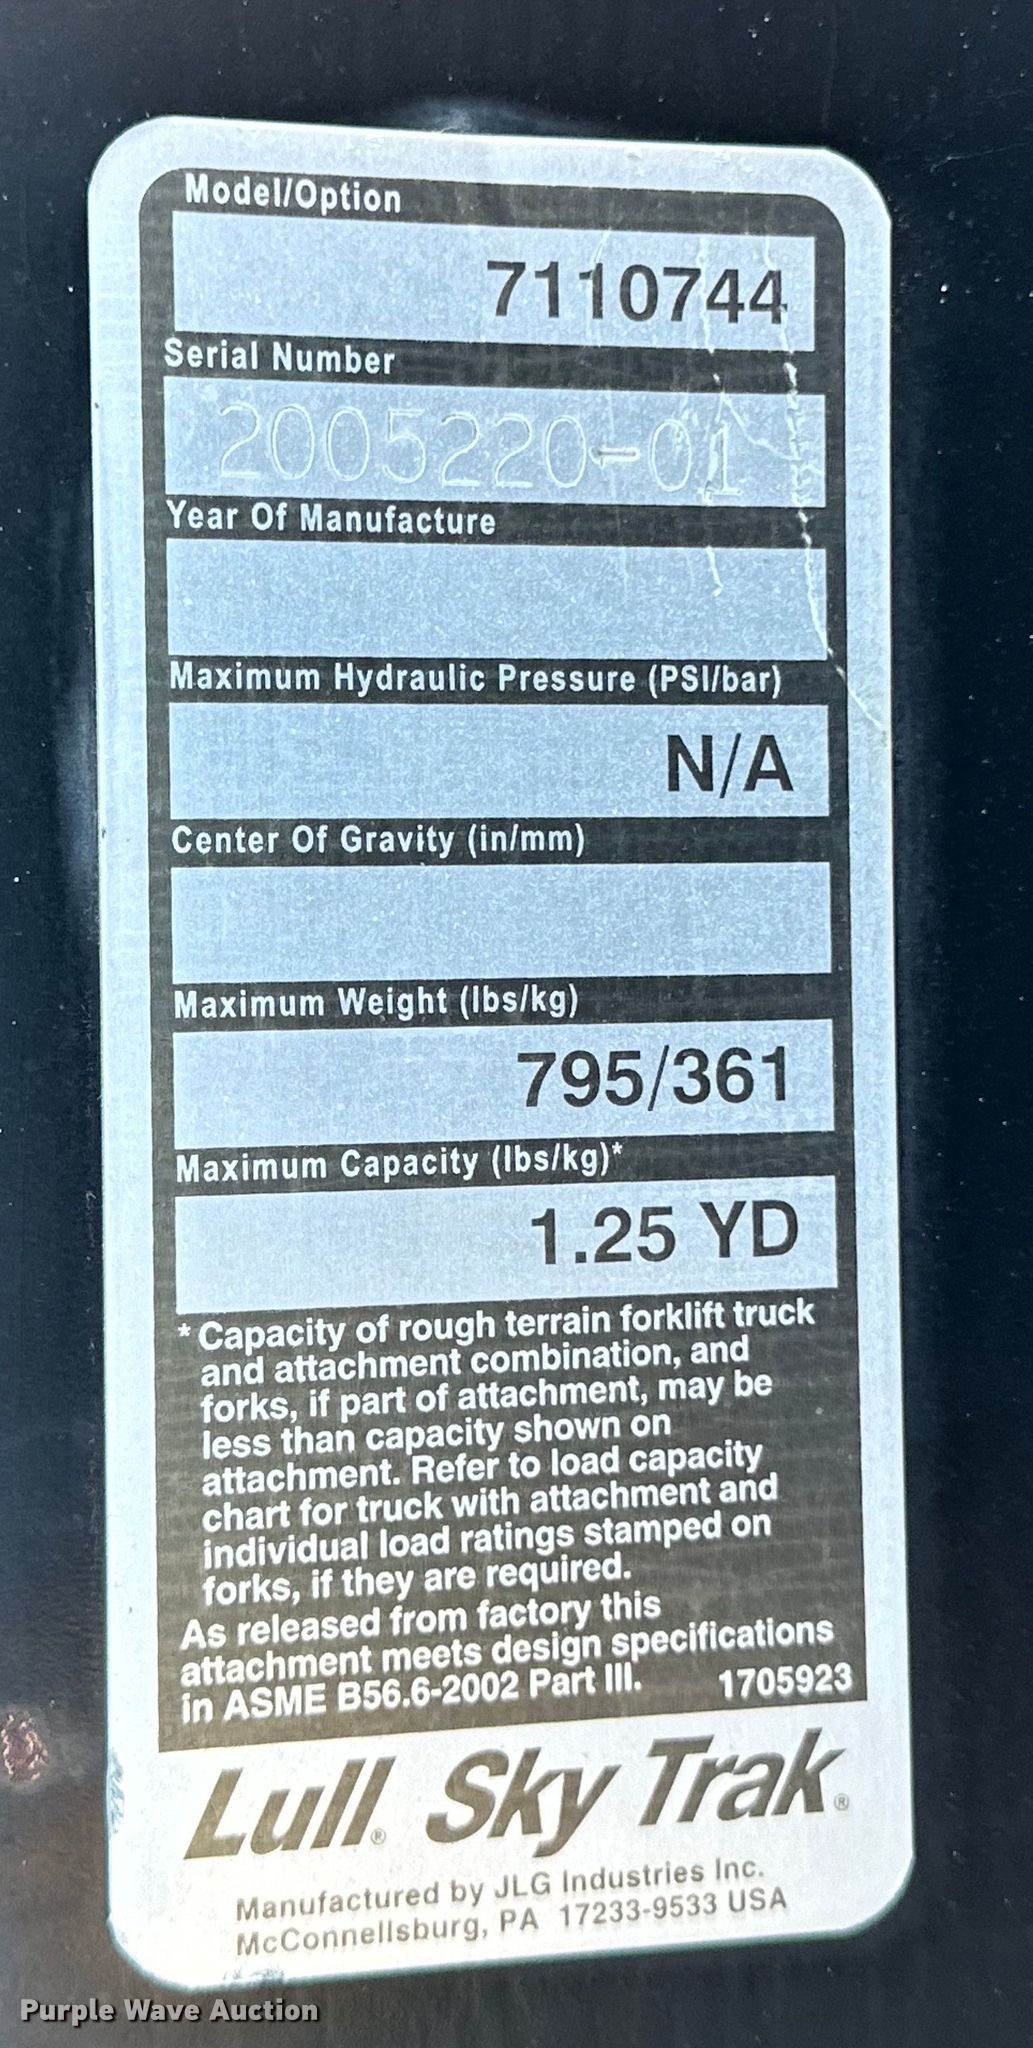 Model/Option
7110744
Serial Number
2005220-01
Year Of Manufacture
Maximum Hydraulic Pressure (PSI/bar)
N/A
Center Of Gravity (in/mm)
Maximum Weight (lbs/kg)
795/361
Maximum Capacity (lbs/kg)*
1.25 YD
* Capacity of rough terrain forklift truck
and attachment combination, and
forks, if part of attachment, may be
less than capacity shown on
attachment. Refer to load capacity
chart for truck with attachment and
individual load ratings stamped on
forks, if they are required.
As released from factory this
attachment meets design specifications
in ASME B56.6-2002 Part III. 1705923
Lull® Sky Trak®
Manufactured by JLG Industries Inc.
McConnellsburg, PA 17233-9533 USA
Purple Wave Auction